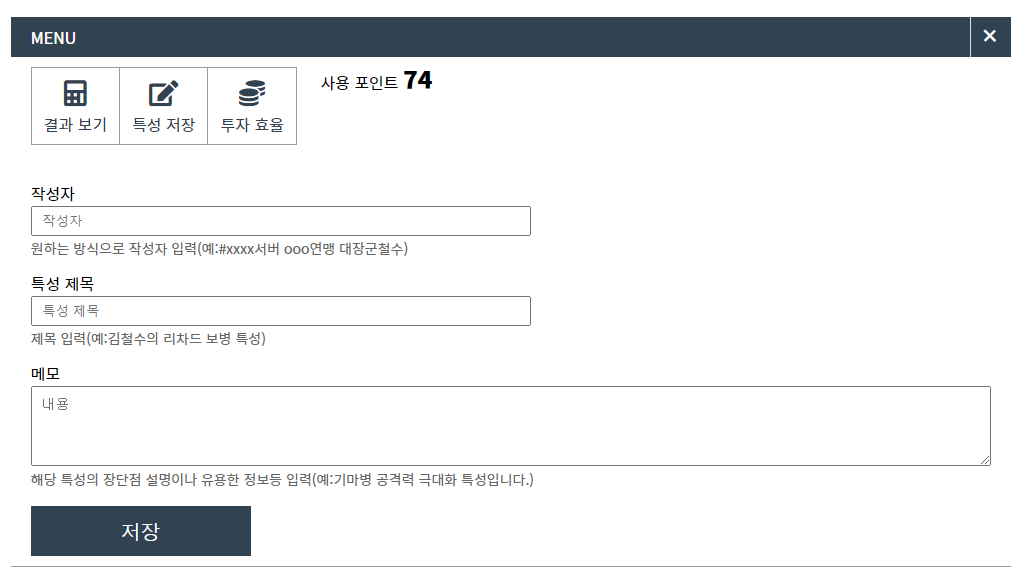 MENU
결과 보기
특성 저장
투자 효율
사용 포인트 74
작성자
작성자
원하는 방식으로 작성자 입력(예:#xxxx서버 ooo연맹 대장군철수)
특성 제목
특성 제목
제목 입력(예:김철수의 리차드 보병 특성)
메모
내용
해당 특성의 장단점 설명이나 유용한 정보등 입력(예:기마병 공격력 극대화 특성입니다.)
저장